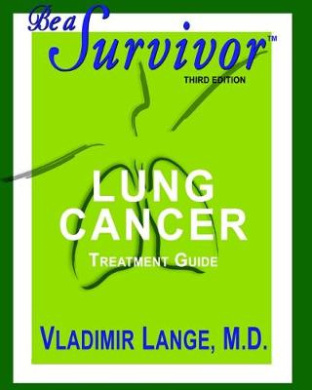 Be a
Survivor™
THIRD EDITION
LUNG
CANCER
TREATMENT GUIDE
VLADIMIR LANGE, M.D.